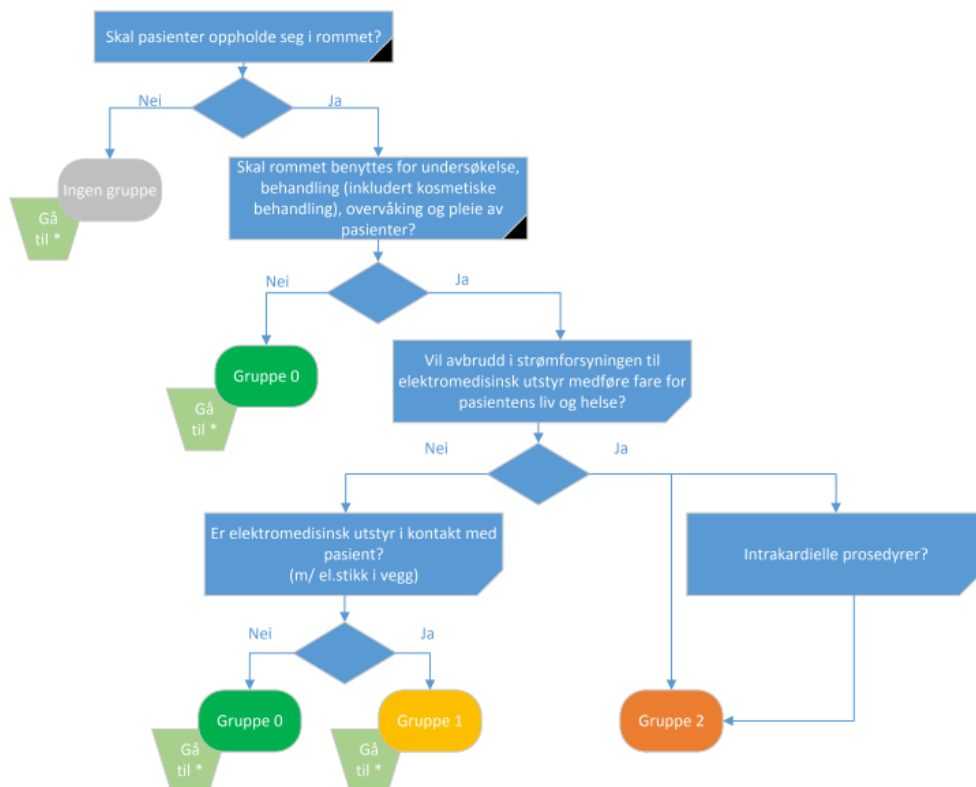 Skal pasienter oppholde seg i rommet?
Nei
Ja
Ingen gruppe
Gå
til *
Skal rommet benyttes for undersøkelse,
behandling (inkludert kosmetiske
behandling), overvåking og pleie av
pasienter?
Nei
Ja
Gruppe 0
Gå
til *
Vil avbrudd i strømforsyningen til
elektromedisinsk utstyr medføre fare for
pasientens liv og helse?
Nei
Ja
Er elektromedisinsk utstyr i kontakt med
pasient?
(m/ el.stikk i vegg)
Intrakardielle prosedyrer?
Nei
Ja
Gruppe 0
Gå
til *
Gruppe 1
Gå
til *
Gruppe 2